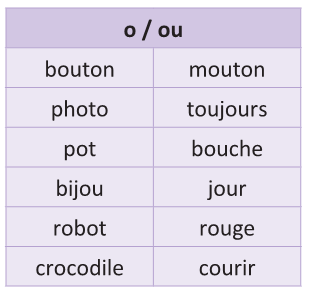 o / ou
bouton mouton
photo toujours
pot bouche
bijou jour
robot rouge
crocodile courir